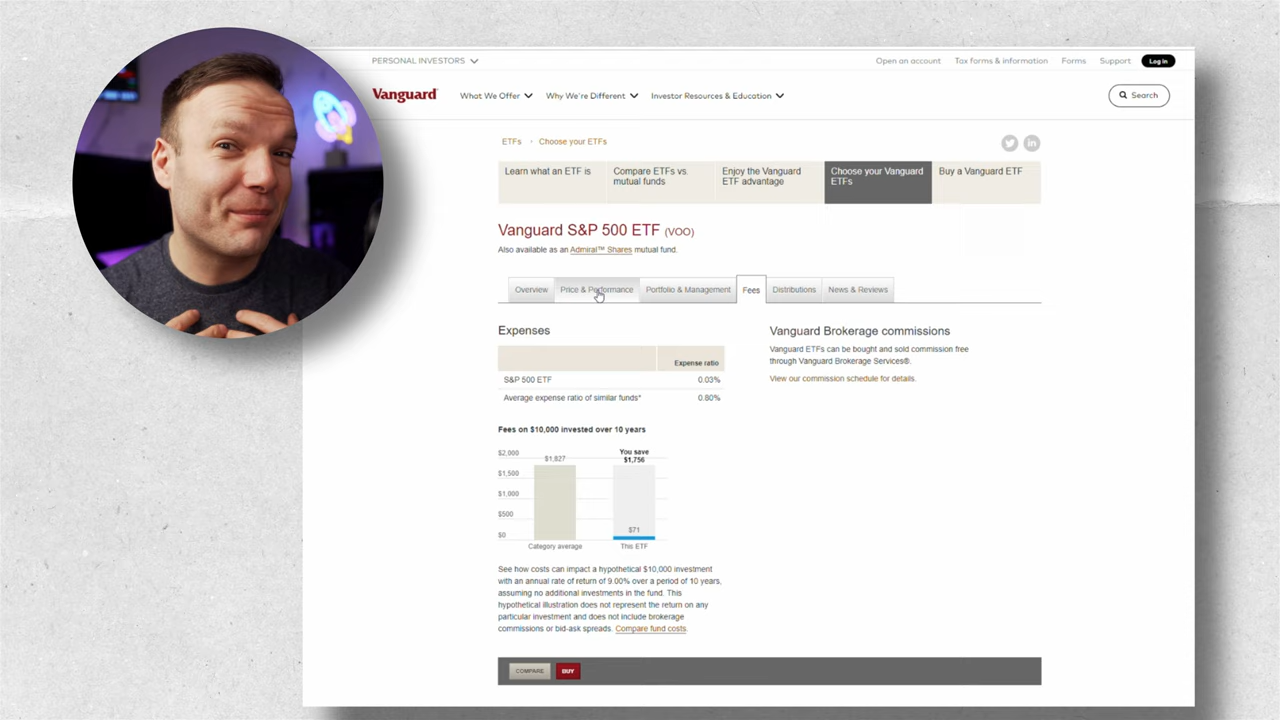 PERSONAL INVESTORS
Open an account
Tax forms & information
Forms
Support
Log in
Vanguard
What We Offer
Why We're Different
Investor Resources & Education
Search
ETFs › Choose your ETFs
Learn what an ETF is
Compare ETFs vs.
mutual funds
Enjoy the Vanguard
ETF advantage
Choose your Vanguard
ETFs
Buy a Vanguard ETF
Vanguard S&P 500 ETF (VOO)
Also available as an Admiral™ Shares mutual fund.
Overview
Price & Performance
Portfolio & Management
Fees
Distributions
News & Reviews
Expenses
Expense ratio
S&P 500 ETF 0.03%
Average expense ratio of similar funds* 0.80%
Fees on $10,000 invested over 10 years
You save
$1,756
$2,000
$1,827
$1,500
$1,000
$500
$71
$0
Category average
This ETF
See how costs can impact a hypothetical $10,000 investment
with an annual rate of return of 9.00% over a period of 10 years,
assuming no additional investments in the fund. This
hypothetical illustration does not represent the return on any
particular investment and does not include brokerage
commissions or bid-ask spreads. Compare fund costs.
Vanguard Brokerage commissions
Vanguard ETFs can be bought and sold commission free
through Vanguard Brokerage Services®.
View our commission schedule for details.
COMPARE
BUY